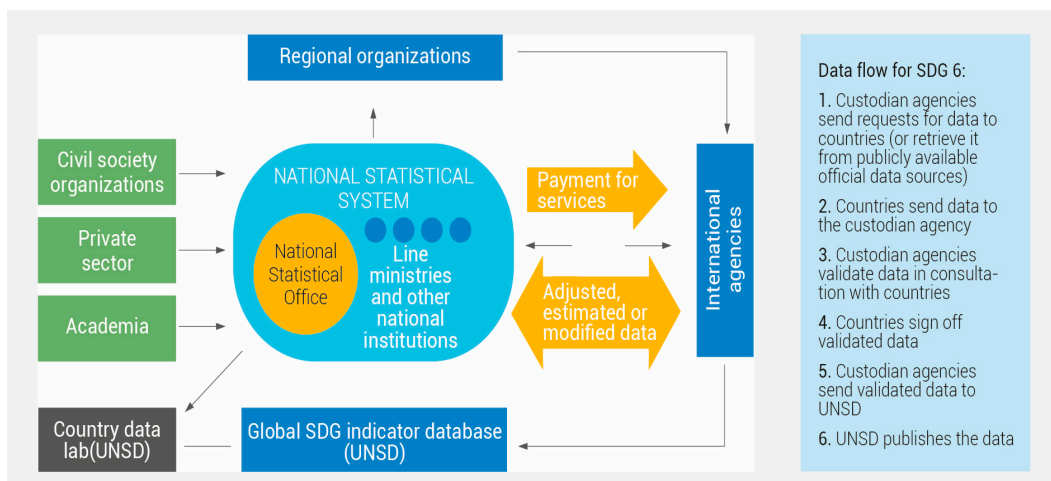 Regional organizations
Civil society
organizations
Private
sector
Academia
NATIONAL STATISTICAL
SYSTEM
National
Statistical
Office
Line
ministries
and other
national
institutions
Payment for
services
Adjusted,
estimated or
modified data
International
agencies
Country data
lab(UNSD)
Global SDG indicator database
(UNSD)
Data flow for SDG 6:
1. Custodian agencies
send requests for data to
countries (or retrieve it
from publicly available
official data sources)
2. Countries send data to
the custodian agency
3. Custodian agencies
validate data in consulta-
tion with countries
4. Countries sign off
validated data
5. Custodian agencies
send validated data to
UNSD
6. UNSD publishes the data